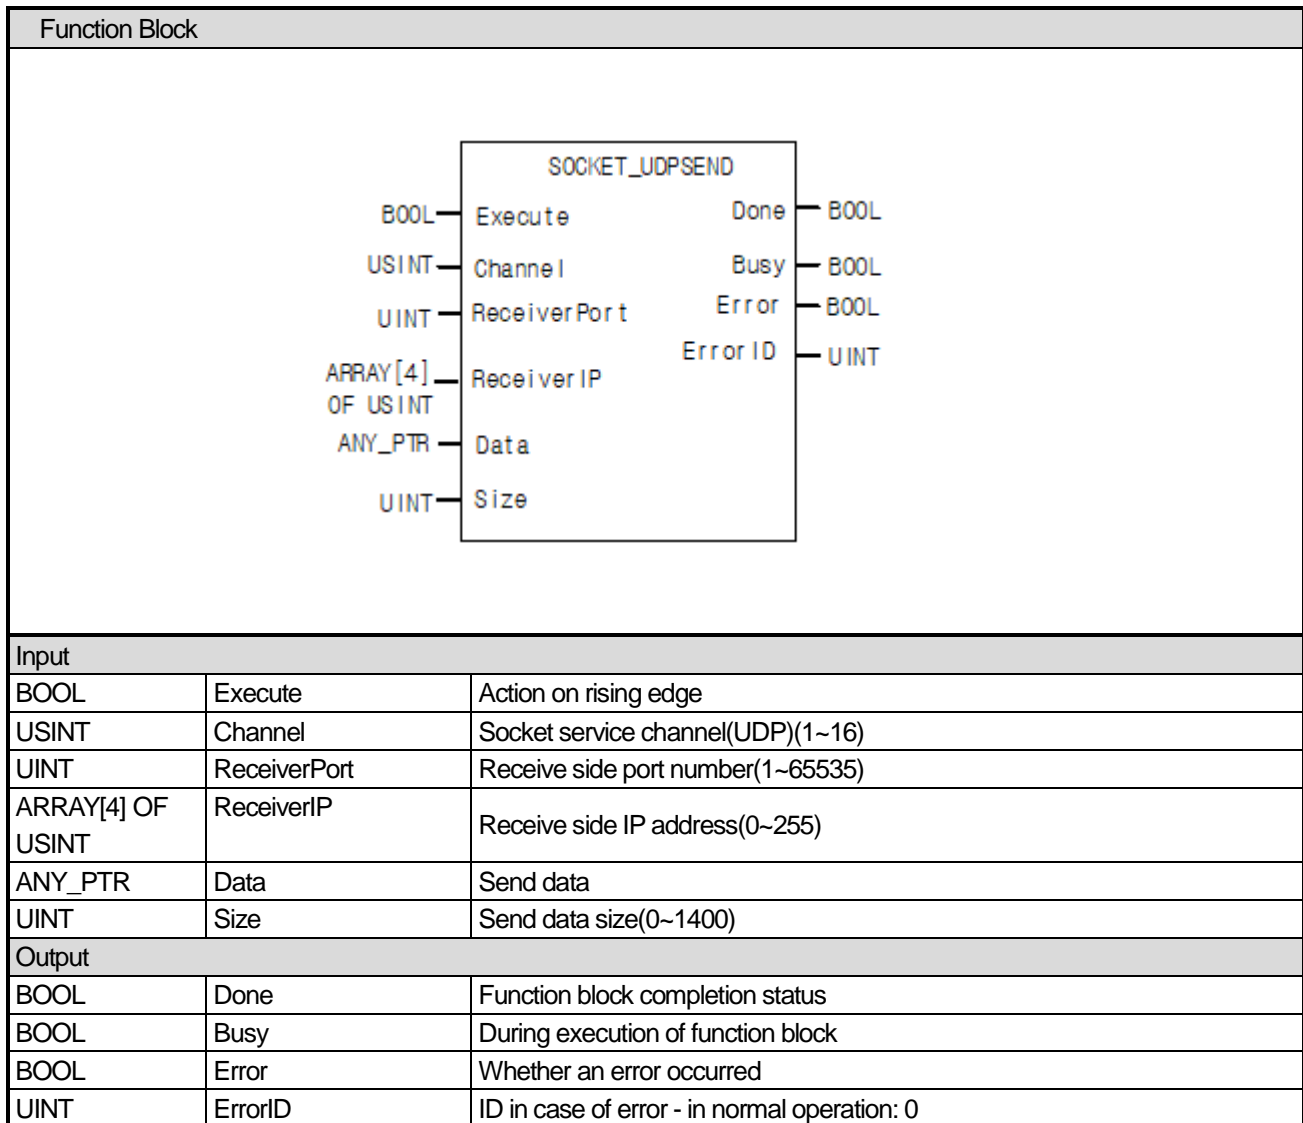 Function Block
SOCKET_UDPSEND
BOOL Execute Done BOOL
USINT Channel Busy BOOL
UINT ReceiverPort Error BOOL
ErrorID UINT
ARRAY[4]
OF USINT
ReceiverIP
ANY_PTR Data
UINT Size
Input
BOOL Execute Action on rising edge
USINT Channel Socket service channel(UDP)(1~16)
UINT ReceiverPort Receive side port number(1~65535)
ARRAY[4] OF
USINT
ReceiverIP
Receive side IP address(0~255)
ANY_PTR Data Send data
UINT Size Send data size(0~1400)
Output
BOOL Done Function block completion status
BOOL Busy During execution of function block
BOOL Error Whether an error occurred
UINT ErrorID ID in case of error - in normal operation: 0